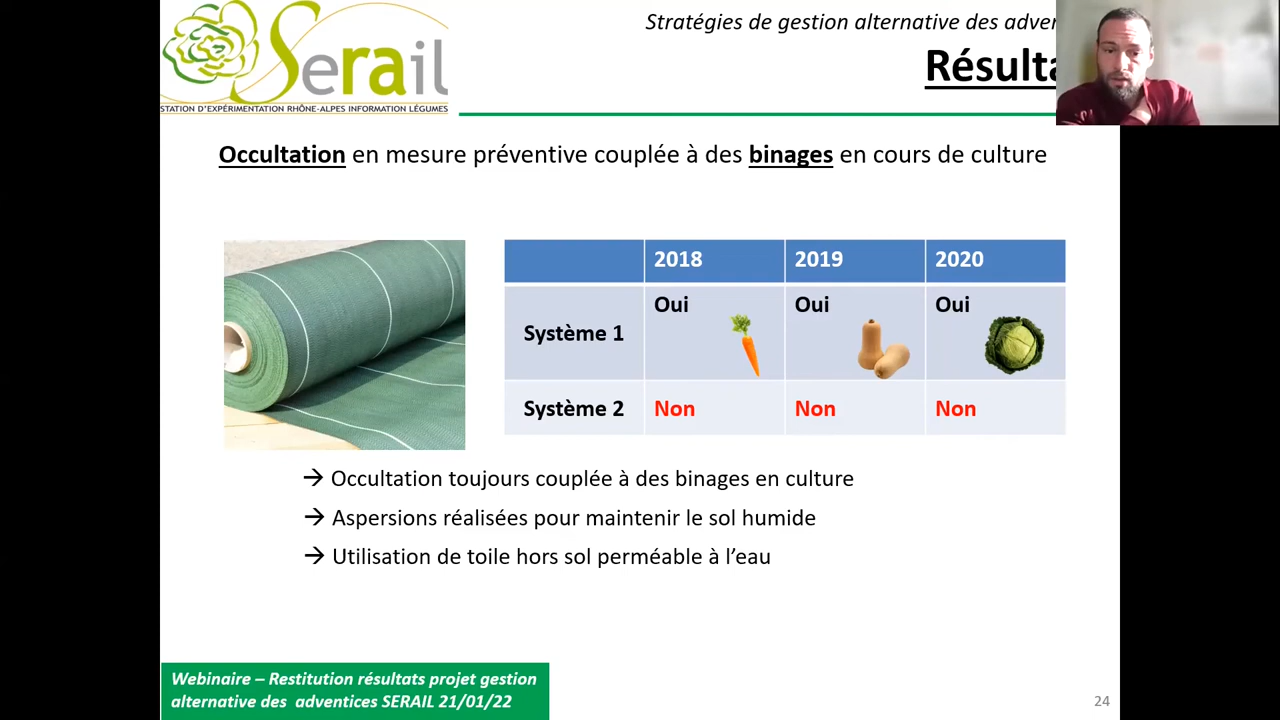 Serail
STATION D'EXPÉRIMENTATION RHÔNE-ALPES INFORMATION LÉGUMES
Stratégies de gestion alternative des adven
Résulta
Occultation en mesure préventive couplée à des binages en cours de culture
2018 2019 2020
Système 1 Oui Oui Oui
Système 2 Non Non Non
→ Occultation toujours couplée à des binages en culture
→ Aspersions réalisées pour maintenir le sol humide
→ Utilisation de toile hors sol perméable à l'eau
Webinaire – Restitution résultats projet gestion
alternative des adventices SERAIL 21/01/22
24